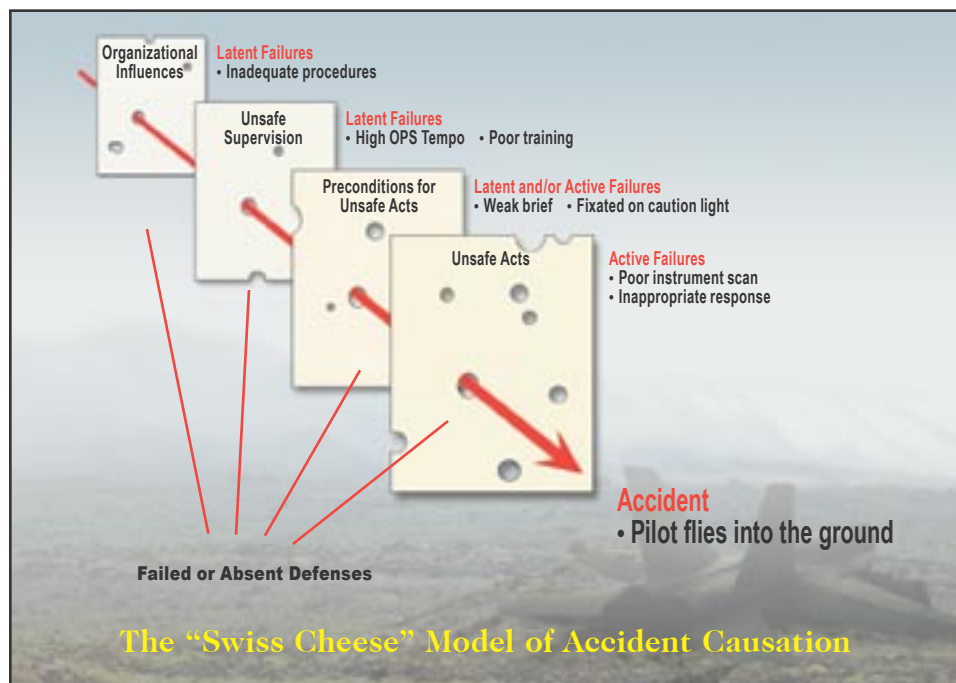 Organizational
Influences
Latent Failures
• Inadequate procedures
Unsafe
Supervision
Latent Failures
• High OPS Tempo • Poor training
Preconditions for
Unsafe Acts
Latent and/or Active Failures
• Weak brief • Fixated on caution light
Unsafe Acts
Active Failures
• Poor instrument scan
• Inappropriate response
Accident
• Pilot flies into the ground
Failed or Absent Defenses
The “Swiss Cheese” Model of Accident Causation